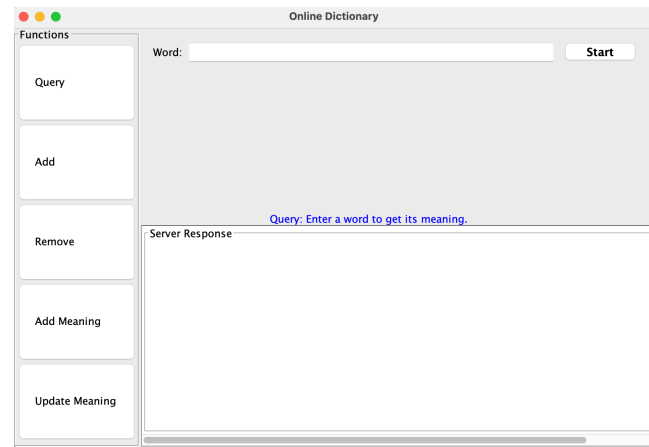 Online Dictionary
Functions
Query
Add
Remove
Add Meaning
Update Meaning
Word:
Start
Query: Enter a word to get its meaning.
Server Response